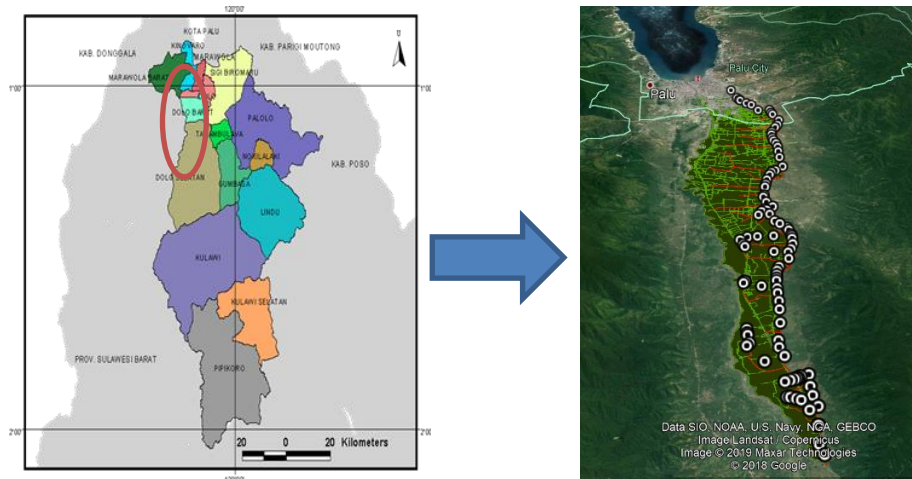 120°00'
KOTA PALU
KINOVARO
KAB. DONGGALA
MARAWOLA
KAB. PARIGI MOUTONG
SIGI BIROMARU
MARAWOLA BARAT
1°00'
1°00'
DOLO BARAT
PALOLO
TANAMBULAVA
NOKILALAKI
KAB. POSO
DOLO SELATAN
GUMBASA
LINDU
KULAWI
KULAWI SELATAN
PROV. SULAWESI BARAT
PIPIKORO
20 0 20 Kilometers
2°00'
2°00'
Palu City
Palu
Data SIO, NOAA, U.S. Navy, NGA, GEBCO
Image Landsat / Copernicus
Image © 2019 Maxar Technologies
© 2018 Google